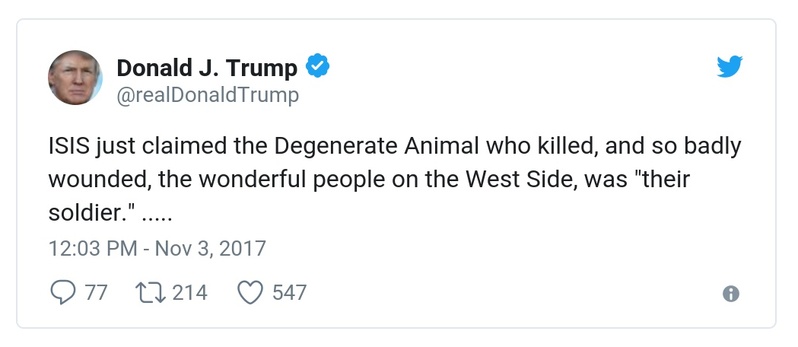 Donald J. Trump
@realDonaldTrump
ISIS just claimed the Degenerate Animal who killed, and so badly
wounded, the wonderful people on the West Side, was "their
soldier." .....
12:03 PM - Nov 3, 2017
77 214 547